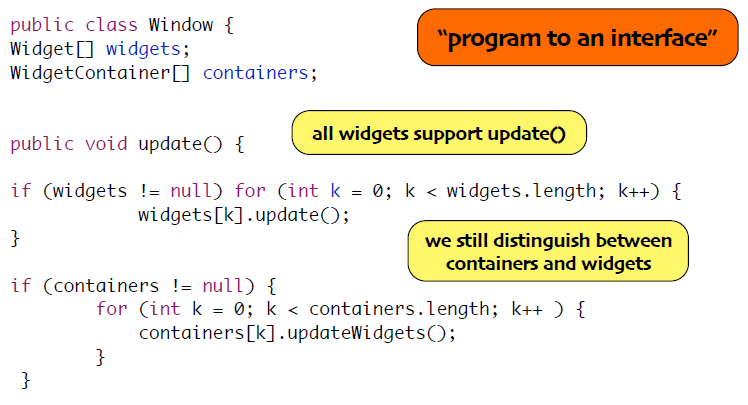 public class Window {
Widget[] widgets;
WidgetContainer[] containers;
“program to an interface”
all widgets support update()
public void update() {
if (widgets != null) for (int k = 0; k < widgets.length; k++) {
widgets[k].update();
}
we still distinguish between
containers and widgets
if (containers != null) {
for (int k = 0; k < containers.length; k++ ) {
containers[k].updateWidgets();
}
}